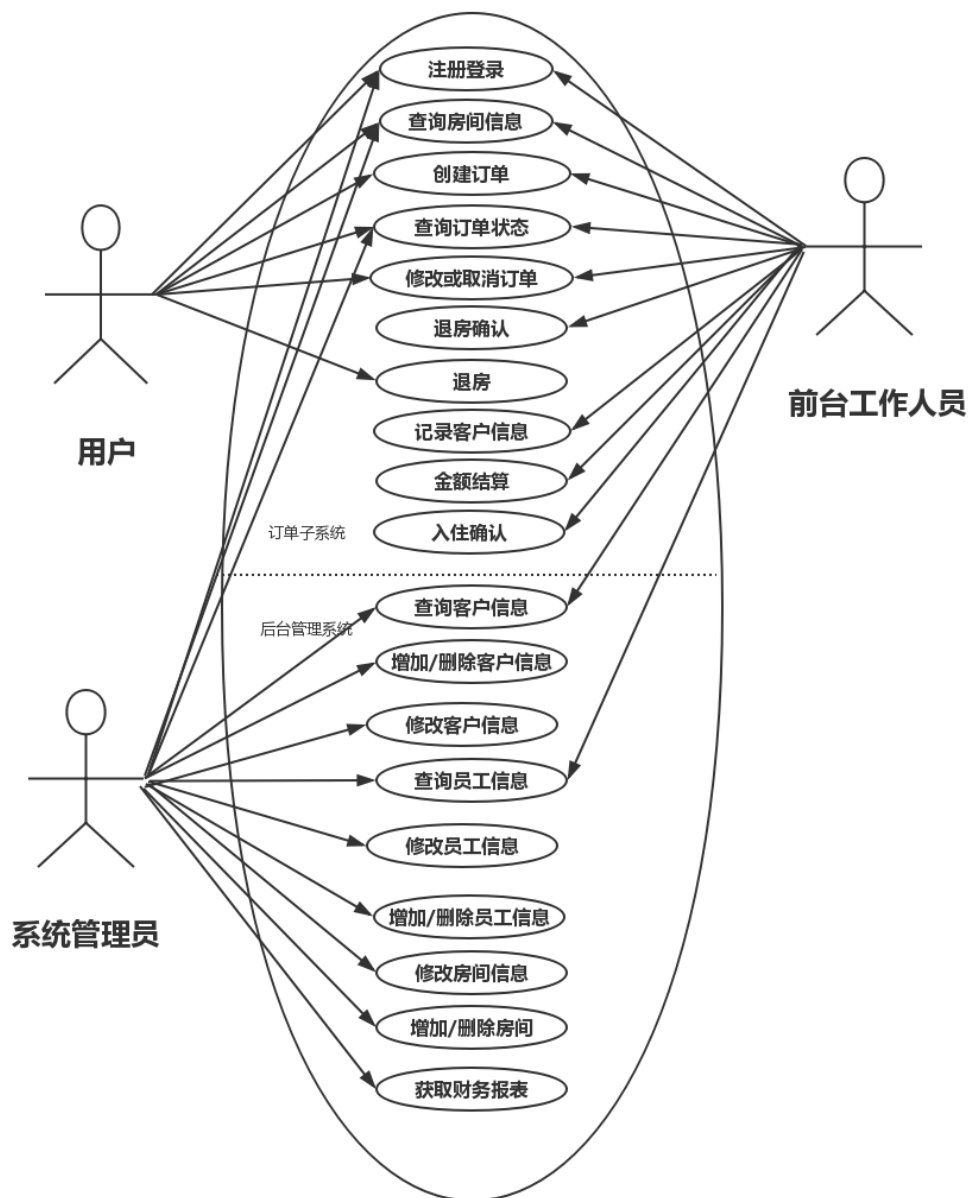 注册登录
查询房间信息
创建订单
查询订单状态
修改或取消订单
退房确认
退房
记录客户信息
金额结算
入住确认
用户
前台工作人员
订单子系统
后台管理系统
查询客户信息
增加/删除客户信息
修改客户信息
查询员工信息
修改员工信息
增加/删除员工信息
修改房间信息
增加/删除房间
获取财务报表
系统管理员